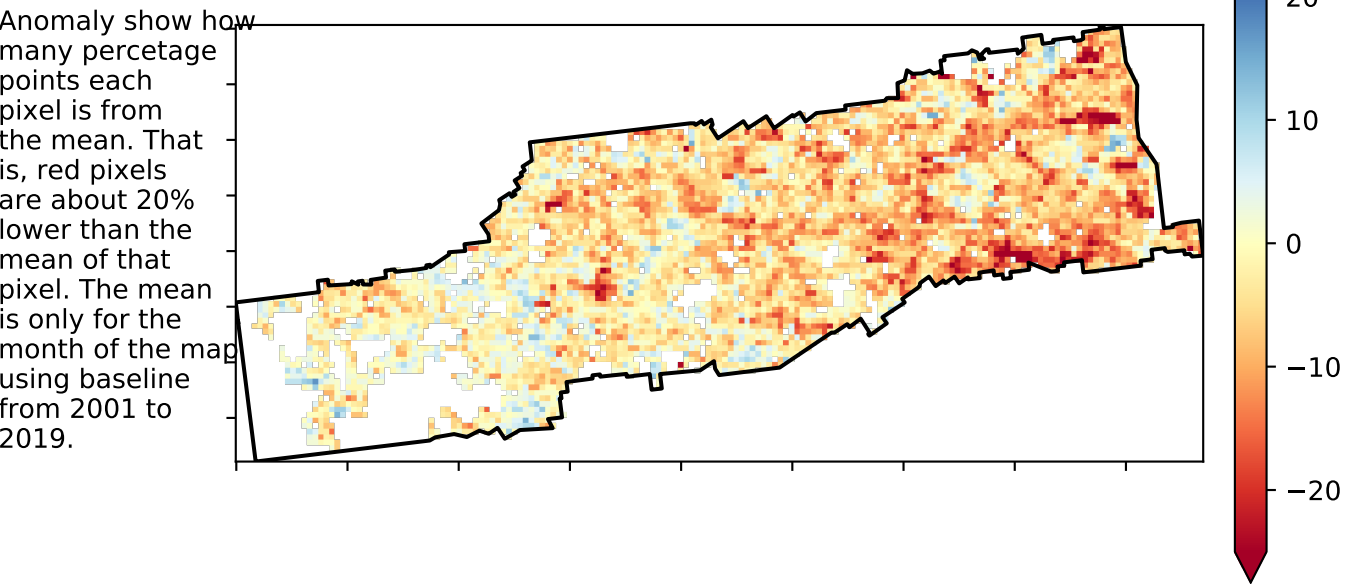 Anomaly show how
many percetage
points each
pixel is from
the mean. That
is, red pixels
are about 20%
lower than the
mean of that
pixel. The mean
is only for the
month of the map
using baseline
from 2001 to
2019.
20
10
0
−10
−20